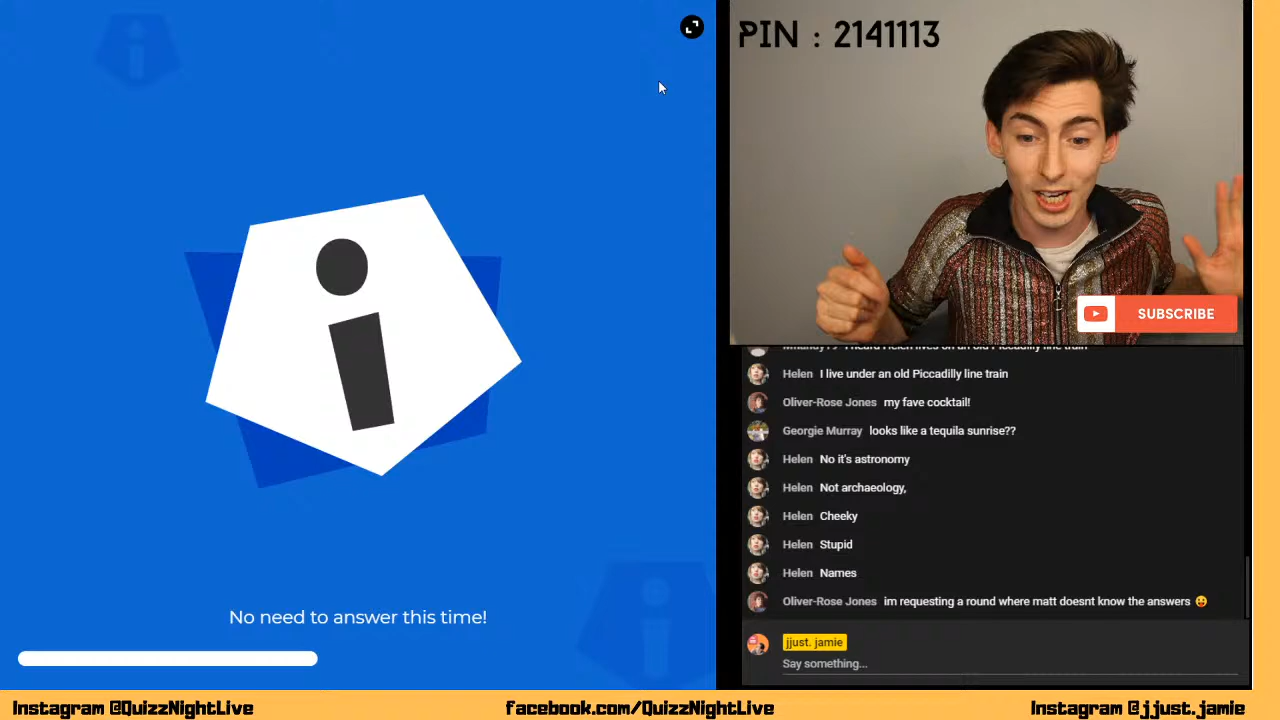 PIN : 2141113
SUBSCRIBE
Helen I live under an old Piccadilly line train
Oliver-Rose Jones my fave cocktail!
Georgie Murray looks like a tequila sunrise??
Helen No it's astronomy
Helen Not archaeology,
Helen Cheeky
Helen Stupid
Helen Names
Oliver-Rose Jones im requesting a round where matt doesnt know the answers 😛
jjust. jamie
Say something...
i
No need to answer this time!
Instagram @QuizzNightLive
facebook.com/QuizzNightLive
Instagram @jjust.jamie